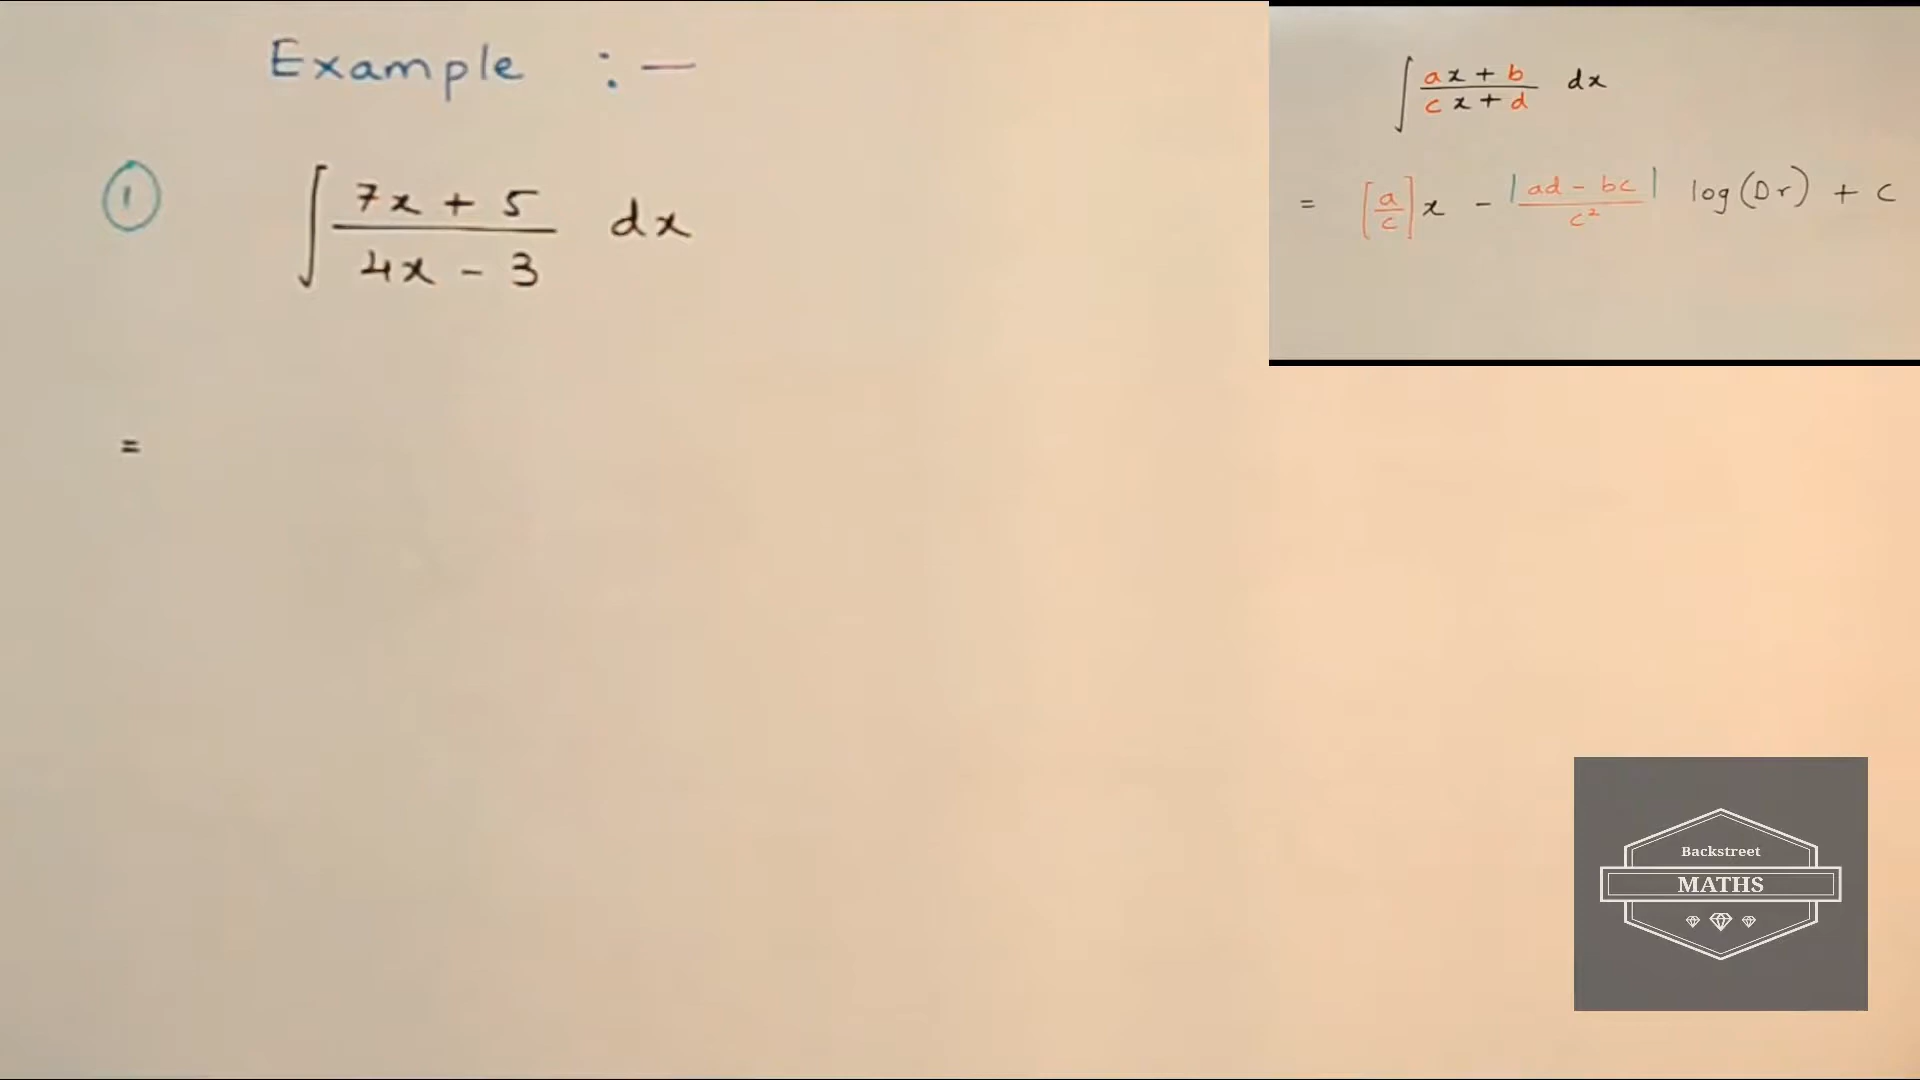 Example :—
① ∫ 7x + 5 / 4x - 3 dx
=
∫ ax + b / cx + d dx
= [a/c] x - |ad - bc| / c² log(Dr) + c
Backstreet
MATHS